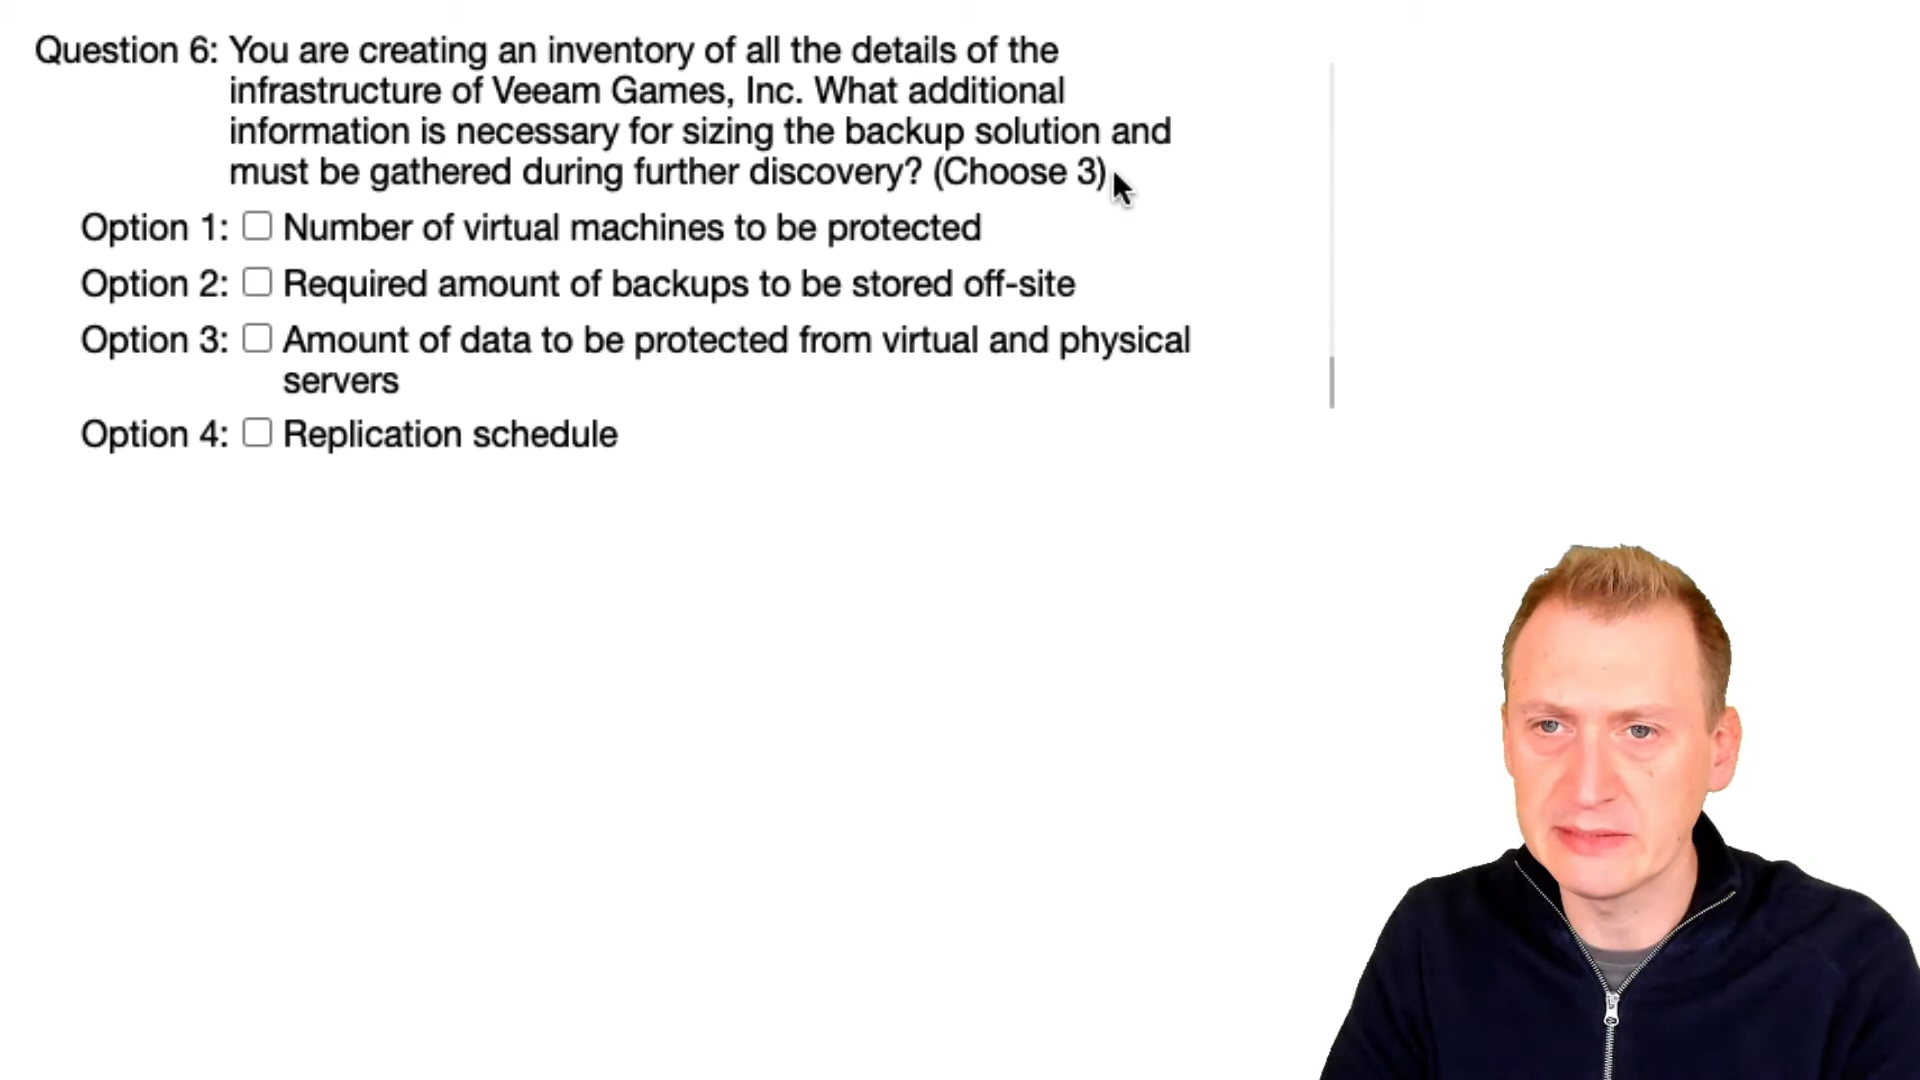 Question 6: You are creating an inventory of all the details of the
infrastructure of Veeam Games, Inc. What additional
information is necessary for sizing the backup solution and
must be gathered during further discovery? (Choose 3)
Option 1: Number of virtual machines to be protected
Option 2: Required amount of backups to be stored off-site
Option 3: Amount of data to be protected from virtual and physical
servers
Option 4: Replication schedule